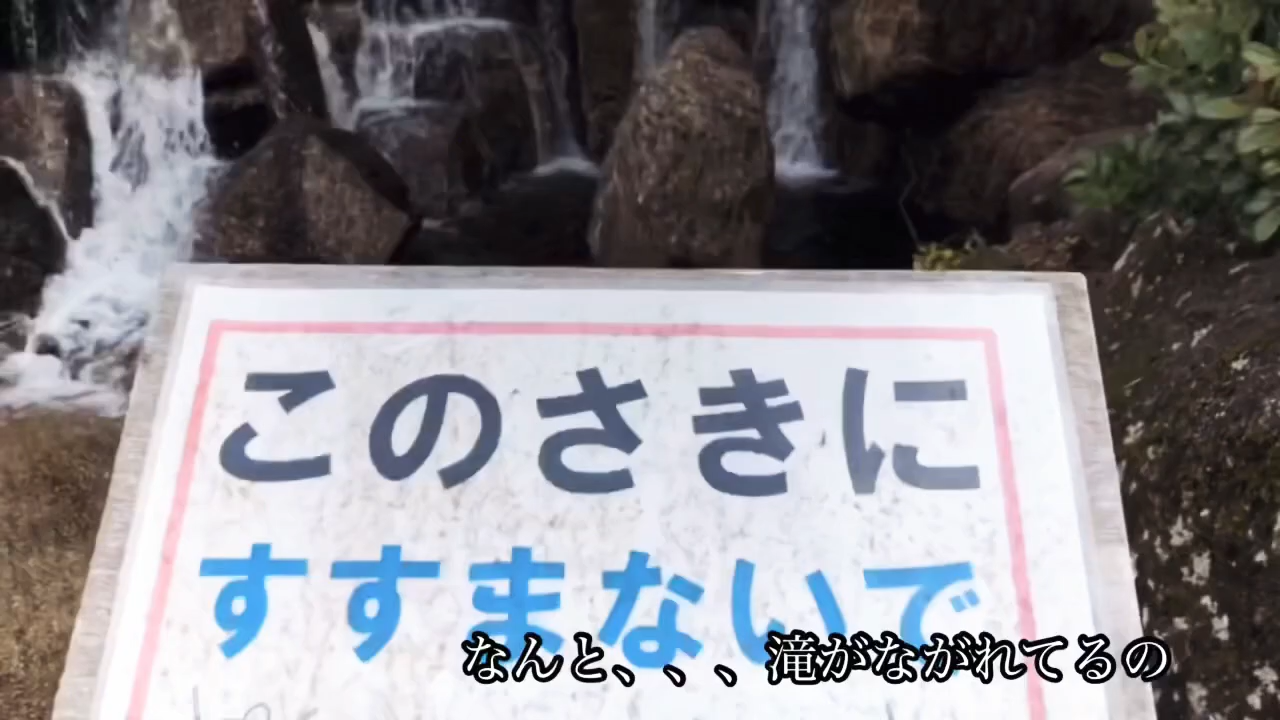 このさきに
すすまないで
なんと、、、滝がながれてるの